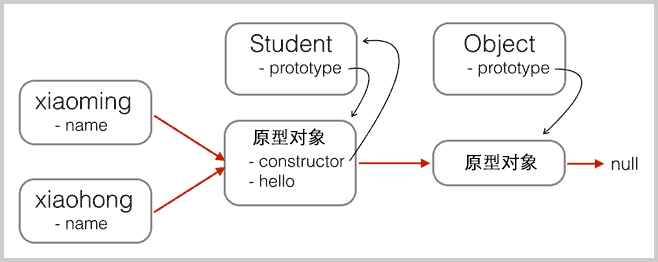 Student
- prototype
Object
- prototype
xiaoming
- name
原型对象
- constructor
- hello
原型对象
null
xiaohong
- name